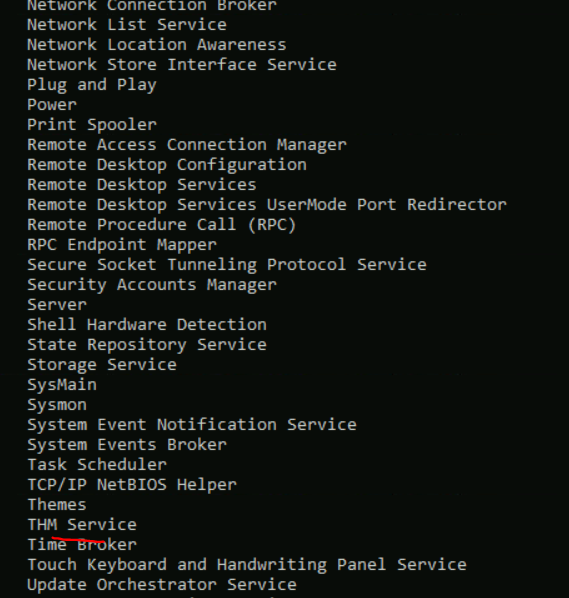 Network Connection Broker
Network List Service
Network Location Awareness
Network Store Interface Service
Plug and Play
Power
Print Spooler
Remote Access Connection Manager
Remote Desktop Configuration
Remote Desktop Services
Remote Desktop Services UserMode Port Redirector
Remote Procedure Call (RPC)
RPC Endpoint Mapper
Secure Socket Tunneling Protocol Service
Security Accounts Manager
Server
Shell Hardware Detection
State Repository Service
Storage Service
SysMain
Sysmon
System Event Notification Service
System Events Broker
Task Scheduler
TCP/IP NetBIOS Helper
Themes
THM Service
Time Broker
Touch Keyboard and Handwriting Panel Service
Update Orchestrator Service